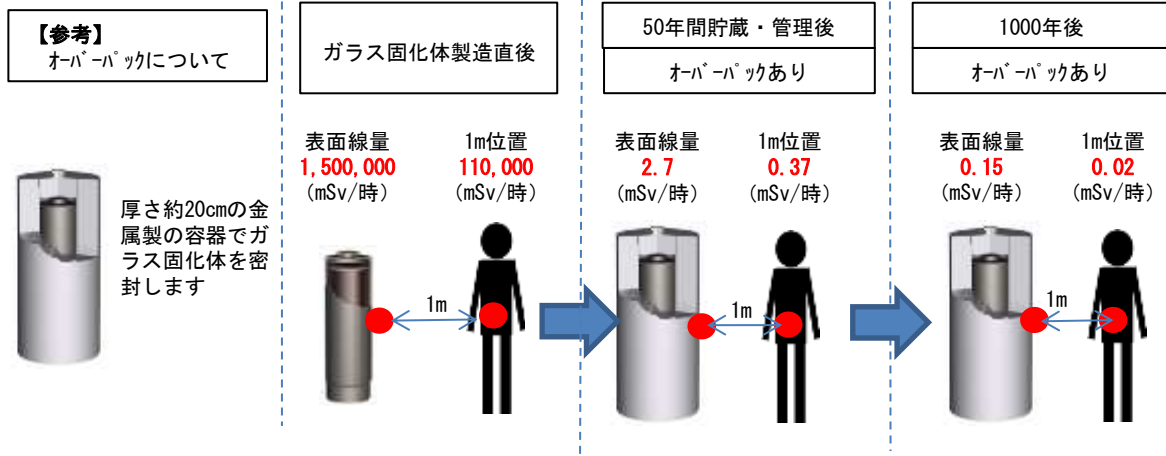 【参考】
ｵｰﾊﾞｰﾊﾟｯｸについて
厚さ約20cmの金
属製の容器でガ
ラス固化体を密
封します
ガラス固化体製造直後
表面線量
1,500,000
(mSv/時)
1m位置
110,000
(mSv/時)
1m
50年間貯蔵・管理後
ｵｰﾊﾞｰﾊﾟｯｸあり
表面線量
2.7
(mSv/時)
1m位置
0.37
(mSv/時)
1m
1000年後
ｵｰﾊﾞｰﾊﾟｯｸあり
表面線量
0.15
(mSv/時)
1m位置
0.02
(mSv/時)
1m